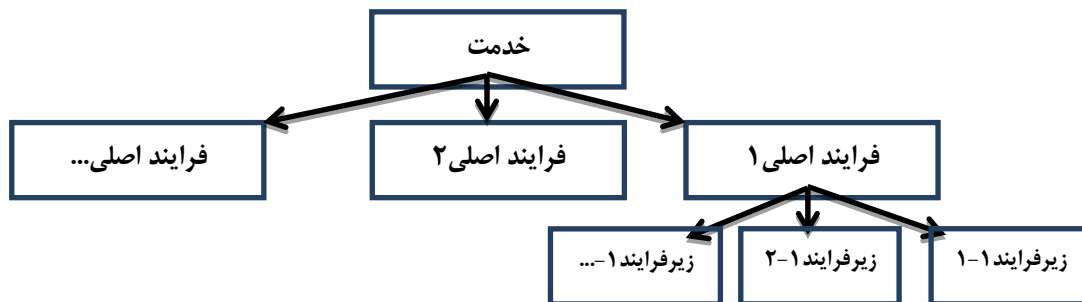 خدمت
فرایند اصلی۱
فرایند اصلی۲
فرایند اصلی...
زیرفرایند۱-۱
زیرفرایند۱-۲
زیرفرایند۱-...